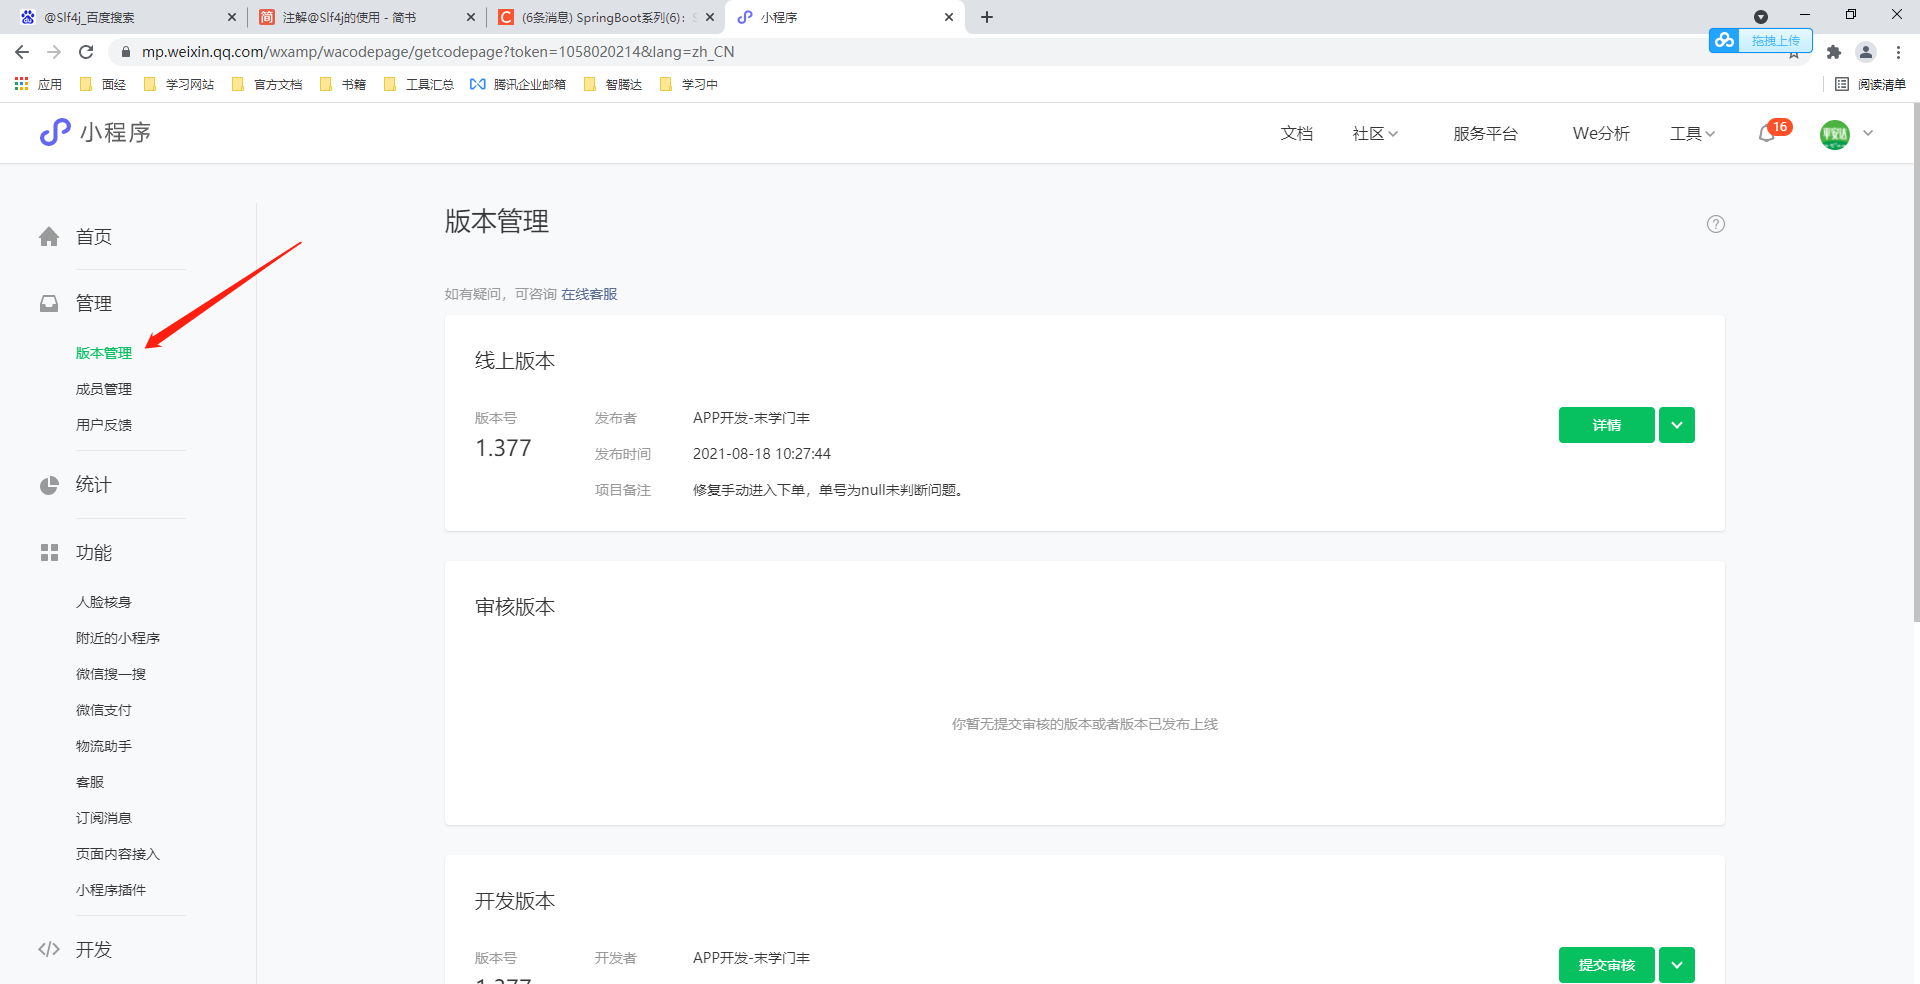 @Slf4j_百度搜索
简 注解@Slf4j的使用 - 简书
C (6条消息) SpringBoot系列(6):
小程序
mp.weixin.qq.com/wxamp/wacodepage/getcodepage?token=1058020214&lang=zh_CN
拖拽上传
应用 面经 学习网站 官方文档 书籍 工具汇总 腾讯企业邮箱 智腾达 学习中 阅读清单
小程序
文档 社区 服务平台 We分析 工具 16
首页
管理
版本管理
成员管理
用户反馈
统计
功能
人脸核身
附近的小程序
微信搜一搜
微信支付
物流助手
客服
订阅消息
页面内容接入
小程序插件
开发
版本管理
如有疑问，可咨询 在线客服
线上版本
版本号
1.377
发布者 APP开发-末学门丰
发布时间 2021-08-18 10:27:44
项目备注 修复手动进入下单，单号为null未判断问题。
详情
审核版本
你暂无提交审核的版本或者版本已发布上线
开发版本
版本号
1.377
开发者 APP开发-末学门丰
提交审核